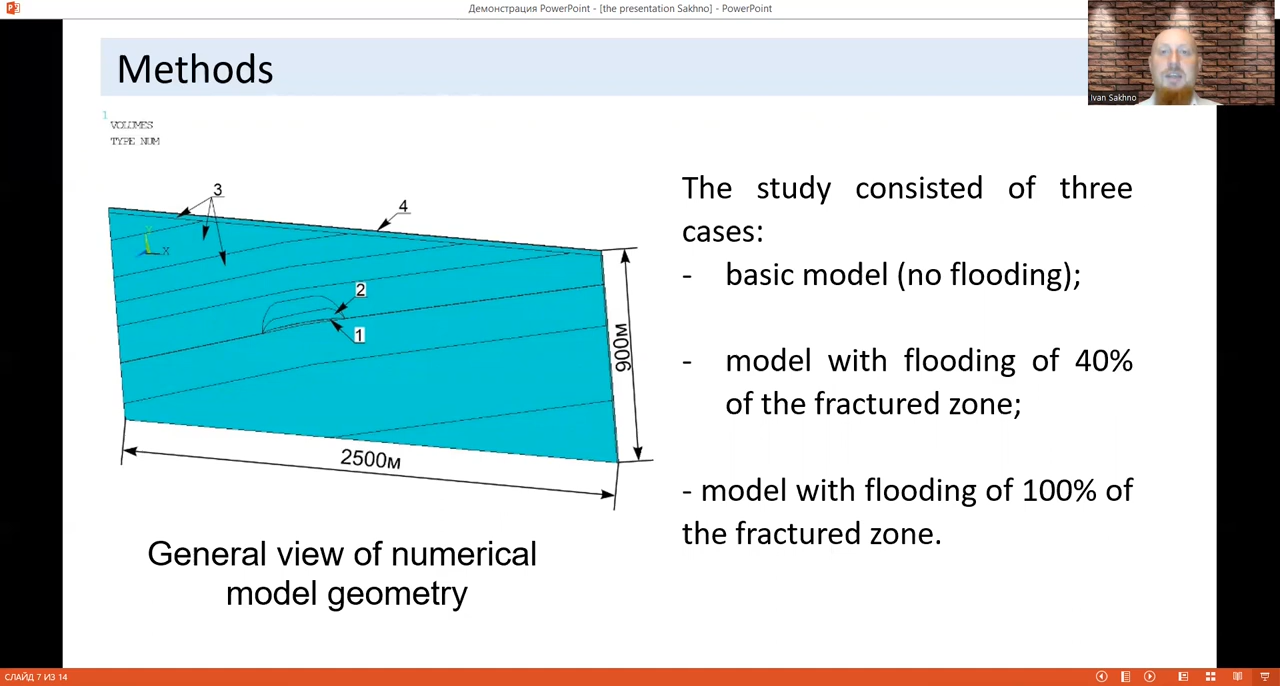 Демонстрация PowerPoint - [the presentation Sakhno] - PowerPoint
Methods
Ivan Sakhno
1
VOLUMES
TYPE NUM
3
4
Y
X
2
1
900м
2500м
General view of numerical
model geometry
The study consisted of three
cases:
- basic model (no flooding);
- model with flooding of 40%
of the fractured zone;
- model with flooding of 100% of
the fractured zone.
СЛАЙД 7 ИЗ 14